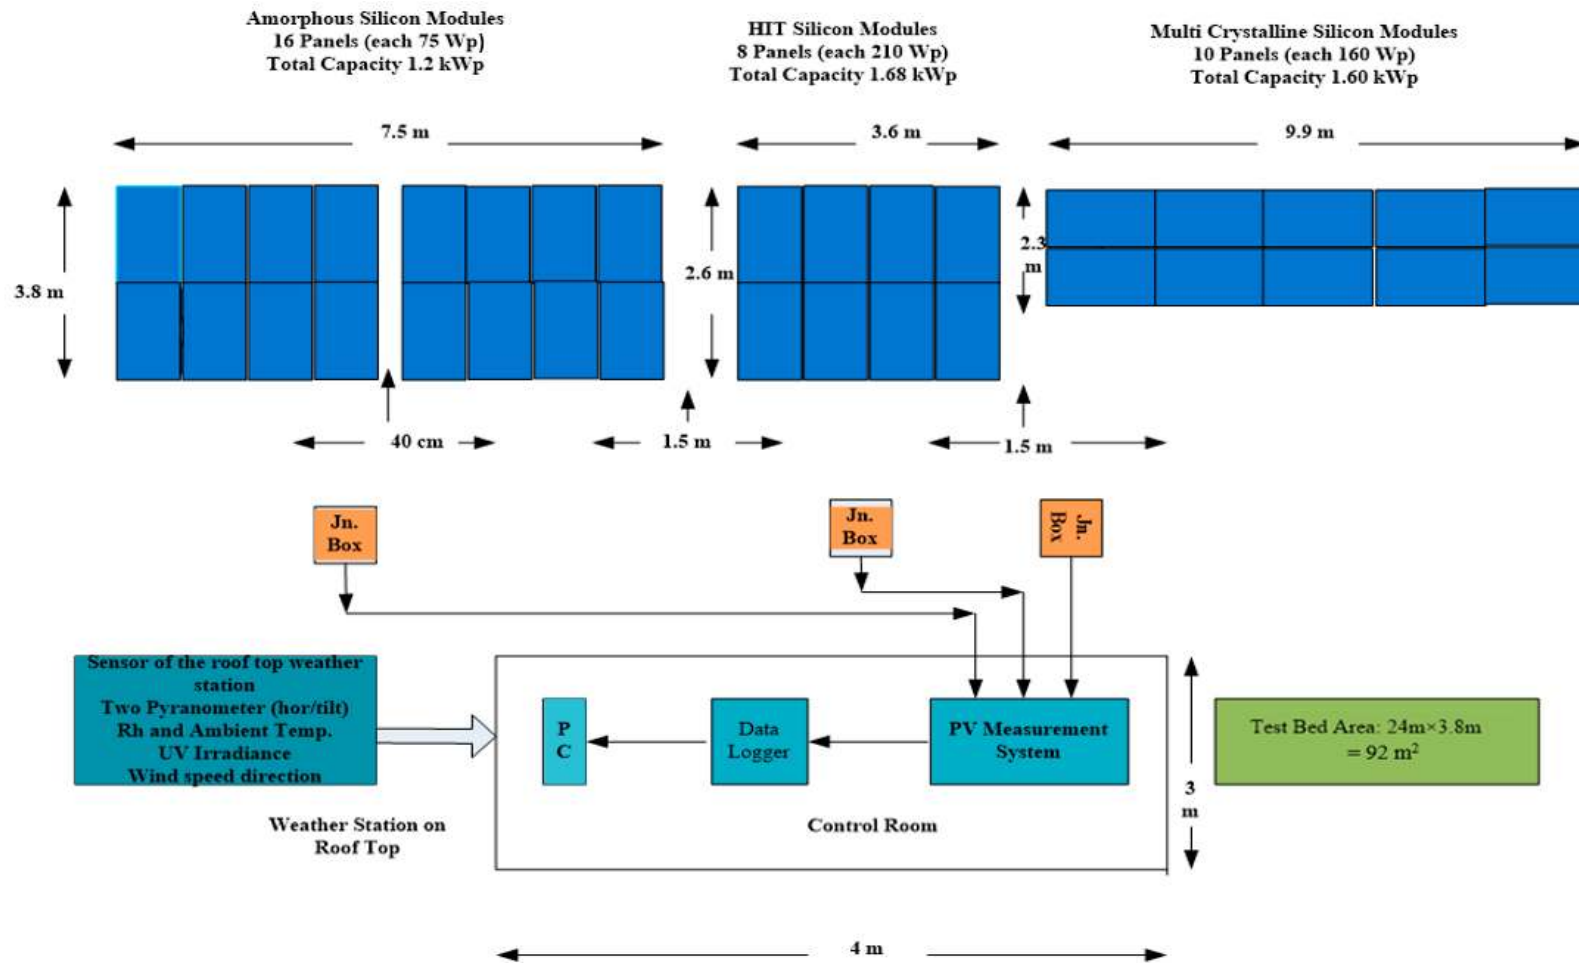 Amorphous Silicon Modules
16 Panels (each 75 Wp)
Total Capacity 1.2 kWp
HIT Silicon Modules
8 Panels (each 210 Wp)
Total Capacity 1.68 kWp
Multi Crystalline Silicon Modules
10 Panels (each 160 Wp)
Total Capacity 1.60 kWp
7.5 m
3.6 m
9.9 m
3.8 m
2.6 m
2.3
m
40 cm
1.5 m
1.5 m
Jn.
Box
Jn.
Box
Jn.
Box
Sensor of the roof top weather
station
Two Pyranometer (hor/tilt)
Rh and Ambient Temp.
UV Irradiance
Wind speed direction
P
C
Data
Logger
PV Measurement
System
3
m
Test Bed Area: 24m×3.8m
= 92 m²
Weather Station on
Roof Top
Control Room
4 m